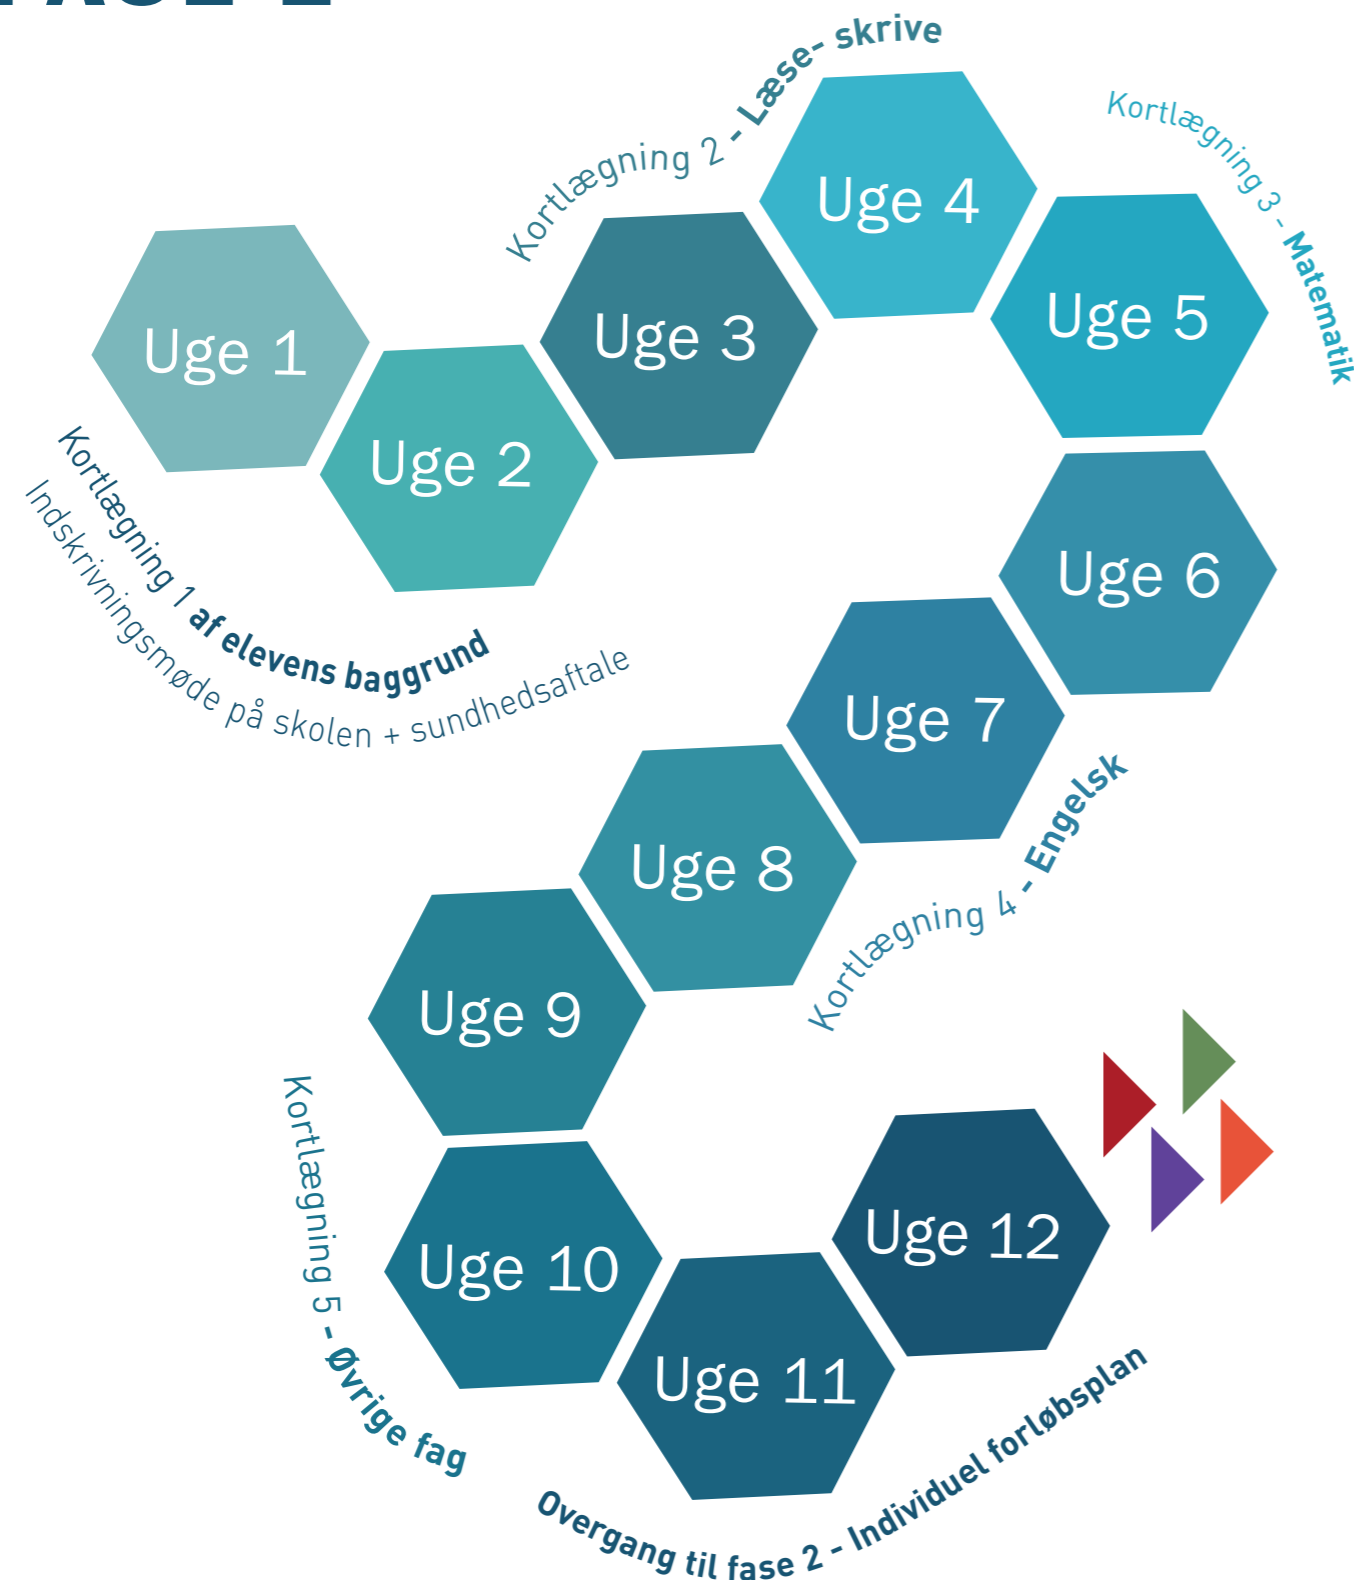 Uge 1
Uge 2
Kortlægning 1 af elevens baggrund
Indskrivningsmøde på skolen + sundhedsaftale
Kortlægning 2 - Læse- skrive
Uge 3
Uge 4
Kortlægning 3 - Matematik
Uge 5
Uge 6
Uge 7
Kortlægning 4 - Engelsk
Uge 8
Uge 9
Kortlægning 5 - Øvrige fag
Uge 10
Uge 11
Uge 12
Overgang til fase 2 - Individuel forløbsplan